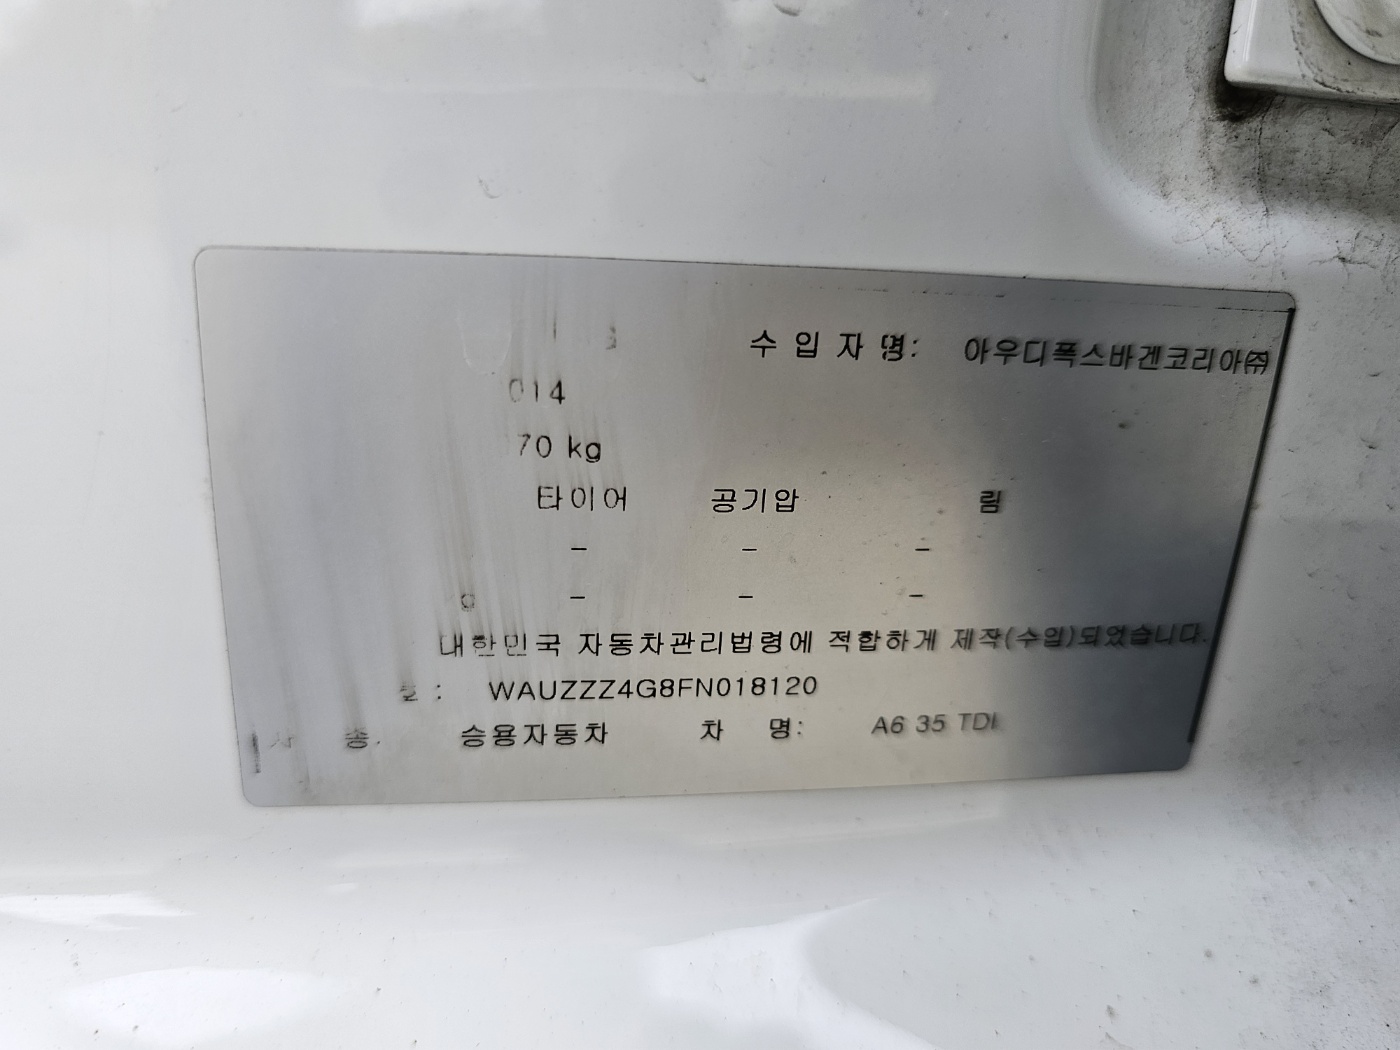 수 입 자 명: 아우디폭스바겐코리아㈜
014
70 kg
타이어 공기압 림
- - -
- - -
대한민국 자동차관리법령에 적합하게 제작(수입)되었습니다.
: WAUZZZ4G8FN018120
승용자동차 차 명: A6 35 TDI